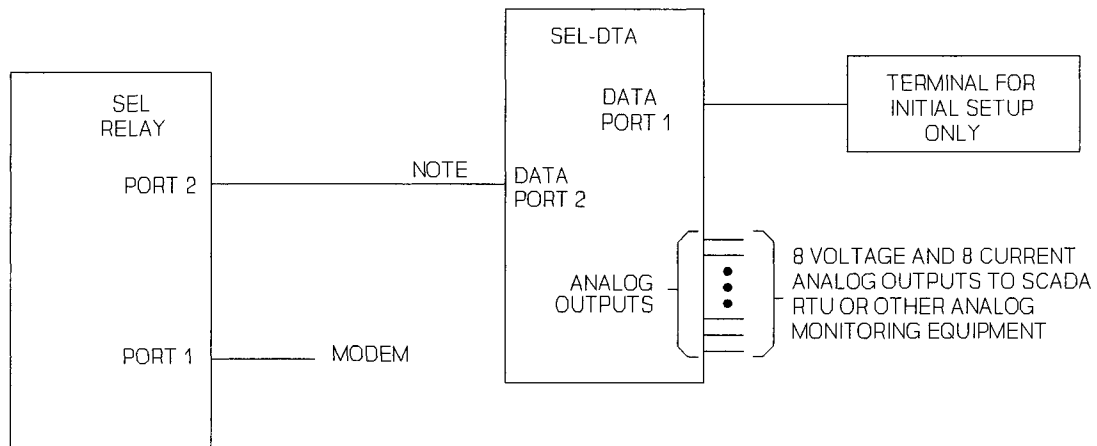 SEL
RELAY
PORT 2
PORT 1
MODEM
NOTE
SEL-DTA
DATA
PORT 1
DATA
PORT 2
ANALOG
OUTPUTS
TERMINAL FOR
INITIAL SETUP
ONLY
8 VOLTAGE AND 8 CURRENT
ANALOG OUTPUTS TO SCADA
RTU OR OTHER ANALOG
MONITORING EQUIPMENT